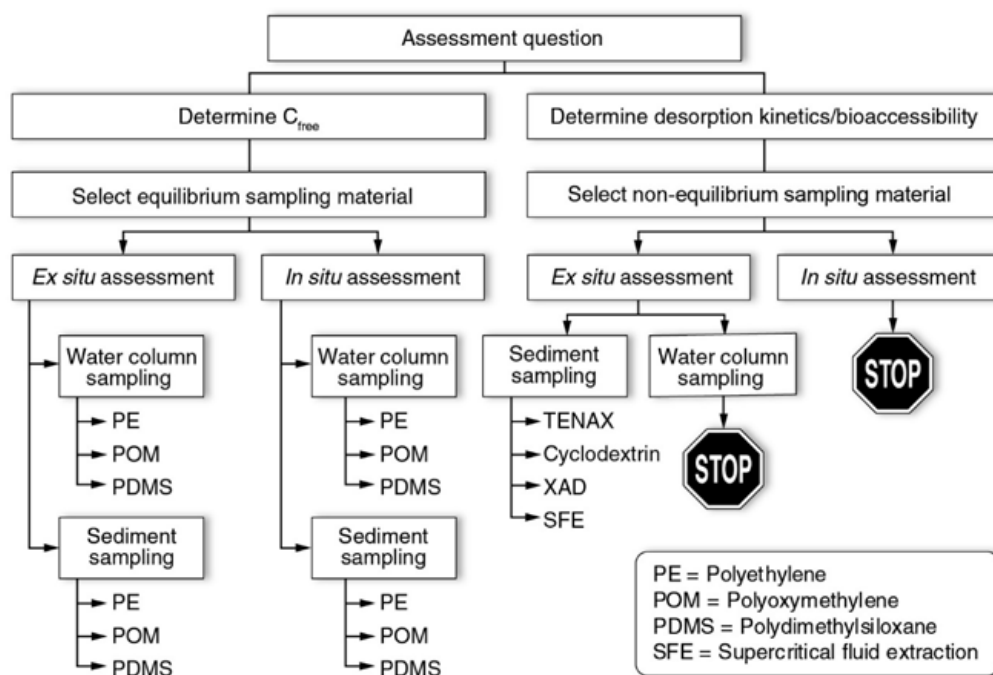 Assessment question
Determine Cfree
Determine desorption kinetics/bioaccessibility
Select equilibrium sampling material
Select non-equilibrium sampling material
Ex situ assessment
In situ assessment
Ex situ assessment
In situ assessment
Water column
sampling
PE
POM
PDMS
Sediment
sampling
PE
POM
PDMS
Water column
sampling
PE
POM
PDMS
Sediment
sampling
PE
POM
PDMS
Sediment
sampling
TENAX
Cyclodextrin
XAD
SFE
Water column
sampling
STOP
STOP
PE = Polyethylene
POM = Polyoxymethylene
PDMS = Polydimethylsiloxane
SFE = Supercritical fluid extraction